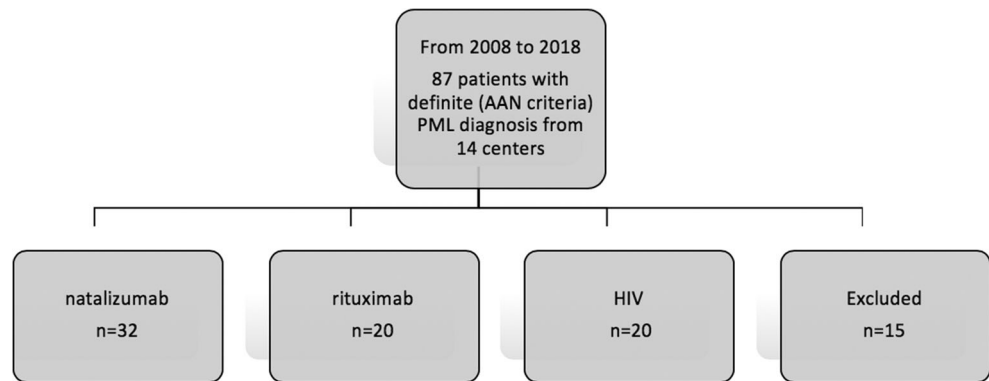 From 2008 to 2018
87 patients with
definite (AAN criteria)
PML diagnosis from
14 centers
natalizumab
n=32
rituximab
n=20
HIV
n=20
Excluded
n=15